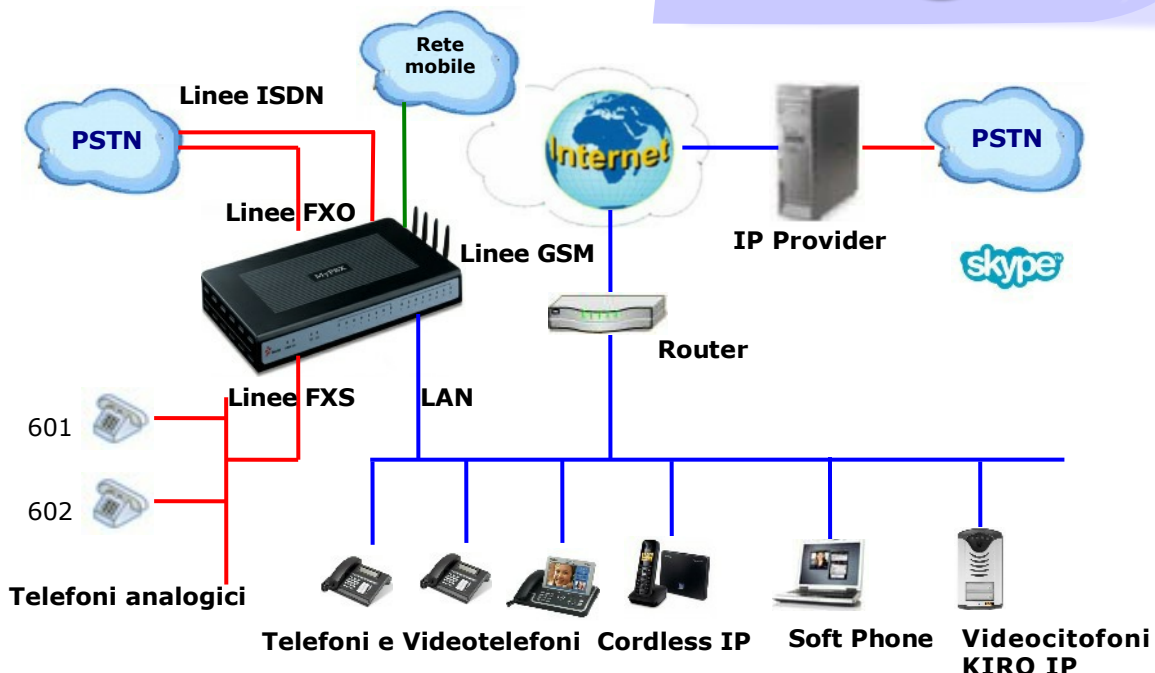 Rete
mobile
Linee ISDN
PSTN
Internet
PSTN
Linee FXO
Linee GSM
IP Provider
skype
MyPBX
Router
Linee FXS
LAN
601
602
Telefoni analogici
Telefoni e Videotelefoni
Cordless IP
Soft Phone
Videocitofoni
KIRO IP